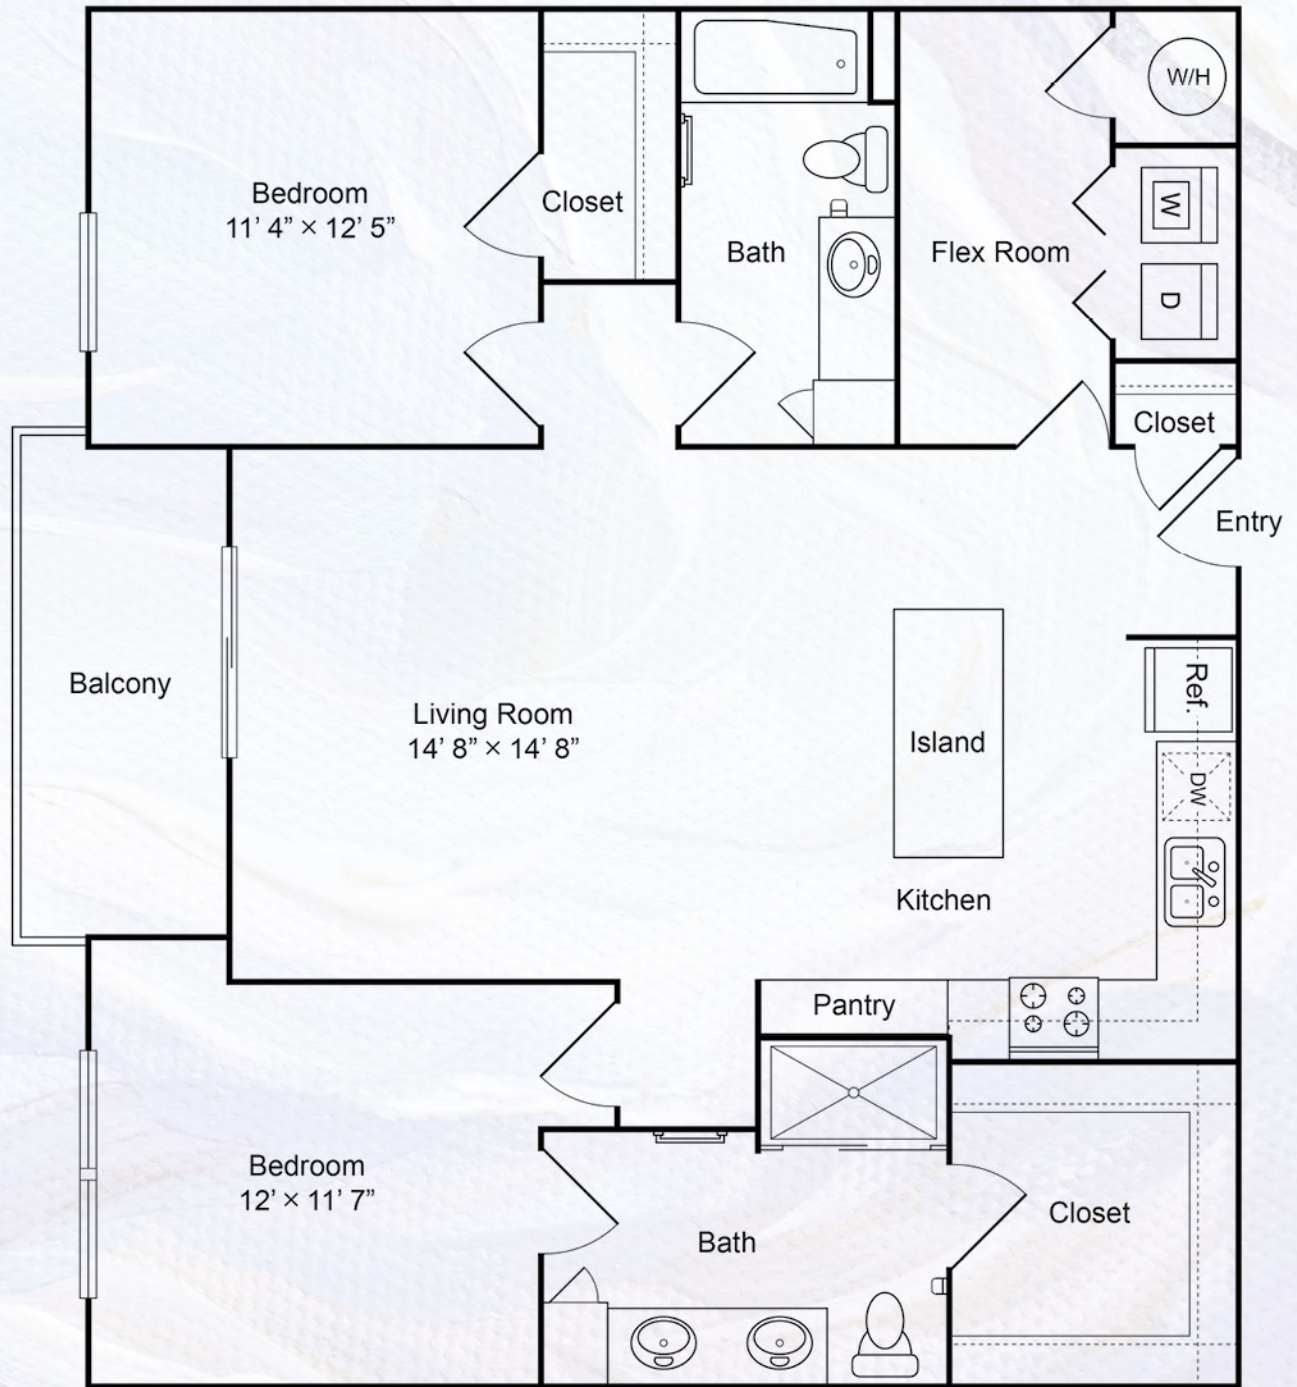 W/H
Bedroom
11’ 4” × 12’ 5”
Closet
W
Bath
Flex Room
D
Closet
Entry
Balcony
Ref.
Living Room
14’ 8” × 14’ 8”
Island
DW
Kitchen
Pantry
Bedroom
12’ × 11’ 7”
Closet
Bath